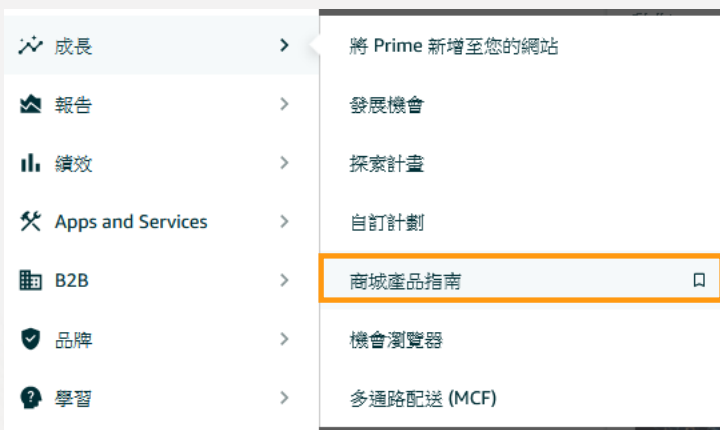 成長
報告
績效
Apps and Services
B2B
品牌
學習
將 Prime 新增至您的網站
發展機會
探索計畫
自訂計劃
商城產品指南
機會瀏覽器
多通路配送 (MCF)